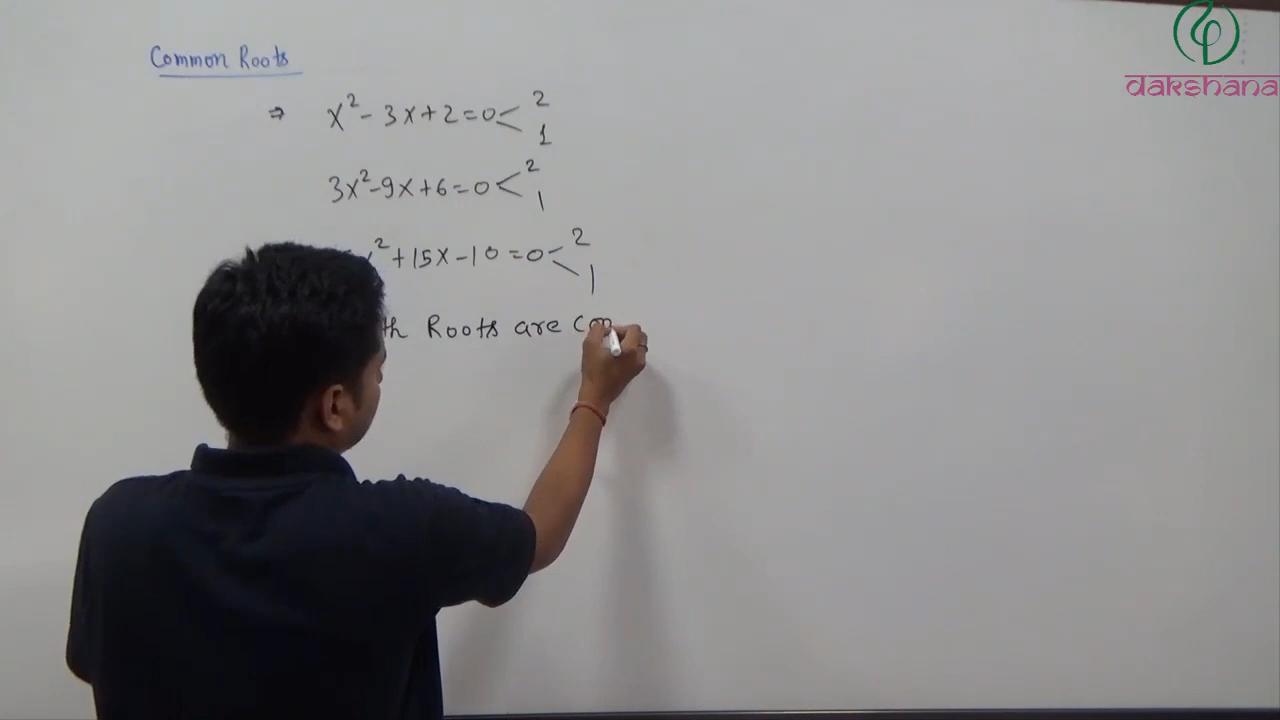 Common Roots
dakshana
⇒ x² - 3x + 2 = 0 < 2 1
3x² - 9x + 6 = 0 < 2 1
² + 15x - 10 = 0 < 2 1
Roots are